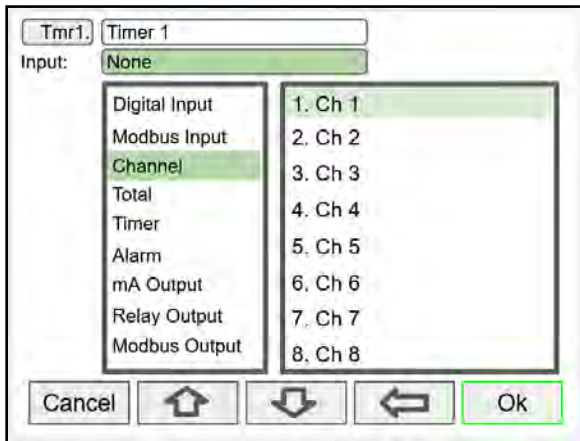 Tmr1. Timer 1
Input: None
Digital Input
Modbus Input
Channel
Total
Timer
Alarm
mA Output
Relay Output
Modbus Output
1. Ch 1
2. Ch 2
3. Ch 3
4. Ch 4
5. Ch 5
6. Ch 6
7. Ch 7
8. Ch 8
Cancel Ok